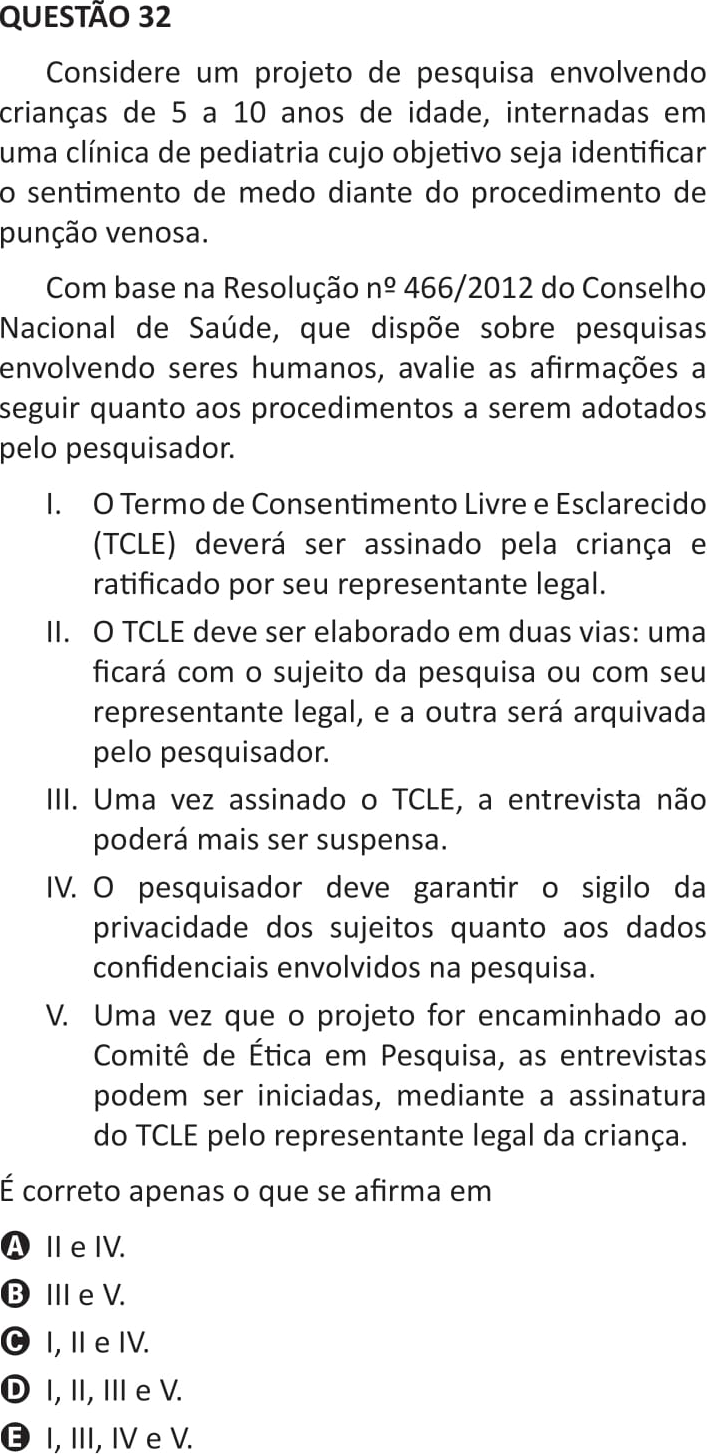 QUESTÃO 32
Considere um projeto de pesquisa envolvendo
crianças de 5 a 10 anos de idade, internadas em
uma clínica de pediatria cujo objetivo seja identificar
o sentimento de medo diante do procedimento de
punção venosa.
Com base na Resolução nº 466/2012 do Conselho
Nacional de Saúde, que dispõe sobre pesquisas
envolvendo seres humanos, avalie as afirmações a
seguir quanto aos procedimentos a serem adotados
pelo pesquisador.
I. O Termo de Consentimento Livre e Esclarecido
(TCLE) deverá ser assinado pela criança e
ratificado por seu representante legal.
II. O TCLE deve ser elaborado em duas vias: uma
ficará com o sujeito da pesquisa ou com seu
representante legal, e a outra será arquivada
pelo pesquisador.
III. Uma vez assinado o TCLE, a entrevista não
poderá mais ser suspensa.
IV. O pesquisador deve garantir o sigilo da
privacidade dos sujeitos quanto aos dados
confidenciais envolvidos na pesquisa.
V. Uma vez que o projeto for encaminhado ao
Comitê de Ética em Pesquisa, as entrevistas
podem ser iniciadas, mediante a assinatura
do TCLE pelo representante legal da criança.
É correto apenas o que se afirma em
A II e IV.
B III e V.
C I, II e IV.
D I, II, III e V.
E I, III, IV e V.